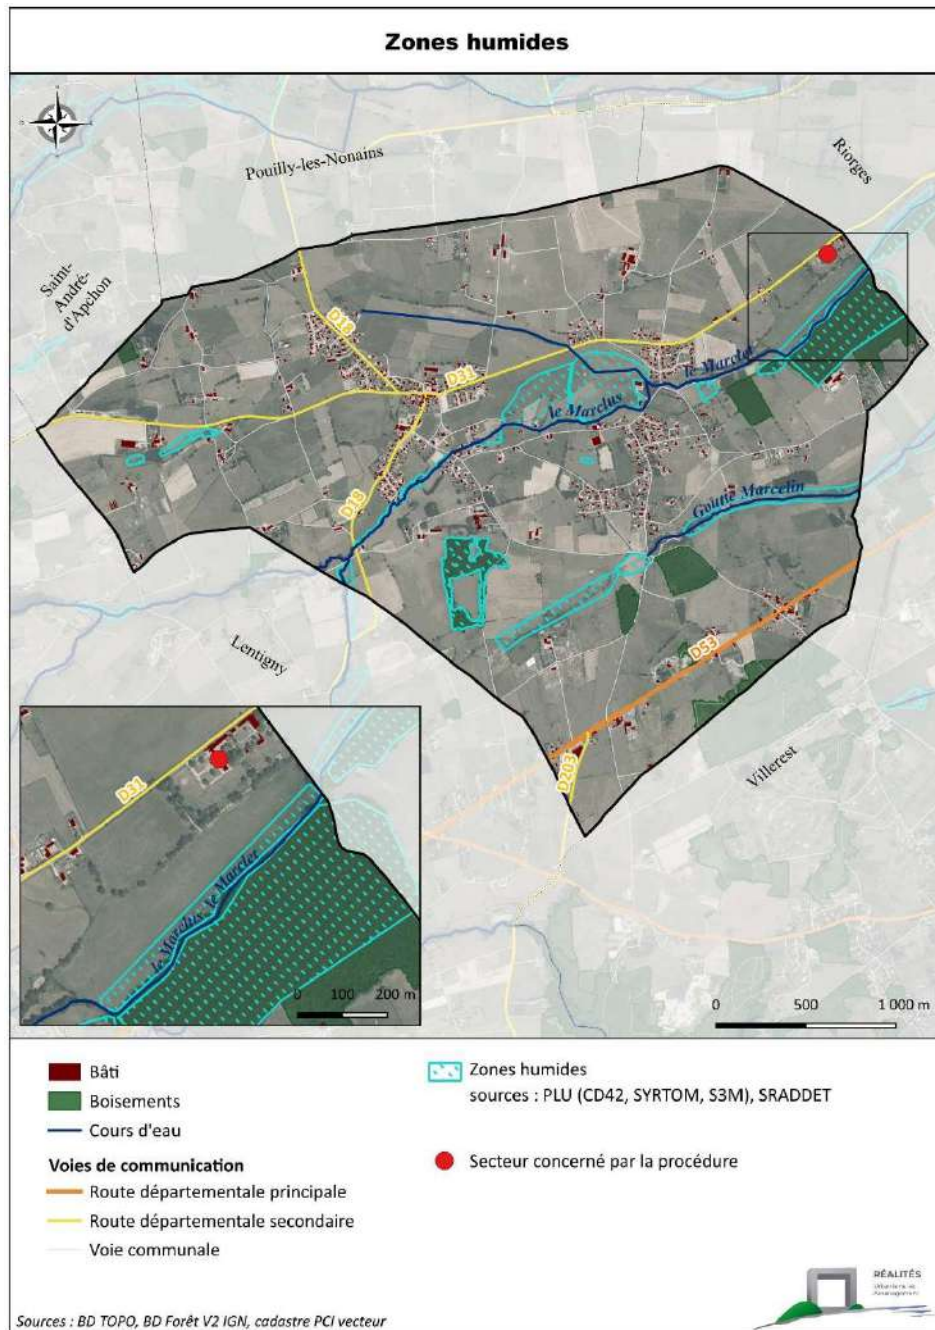 Zones humides
Pouilly-les-Nonains
Riorges
Saint-
André-
d'Apchon
D18
D31
le Marclet
le Marclus
D18
Goutte Marcelin
Lentigny
D53
D203
Villerest
D31
le Marclus
le Marclet
0 100 200 m
0 500 1 000 m
Bâti
Boisements
Cours d'eau
Voies de communication
Route départementale principale
Route départementale secondaire
Voie communale
Zones humides
sources : PLU (CD42, SYRTOM, S3M), SRADDET
Secteur concerné par la procédure
RÉALITÉS
Urbanisme et
Aménagement
Sources : BD TOPO, BD Forêt V2 IGN, cadastre PCI vecteur